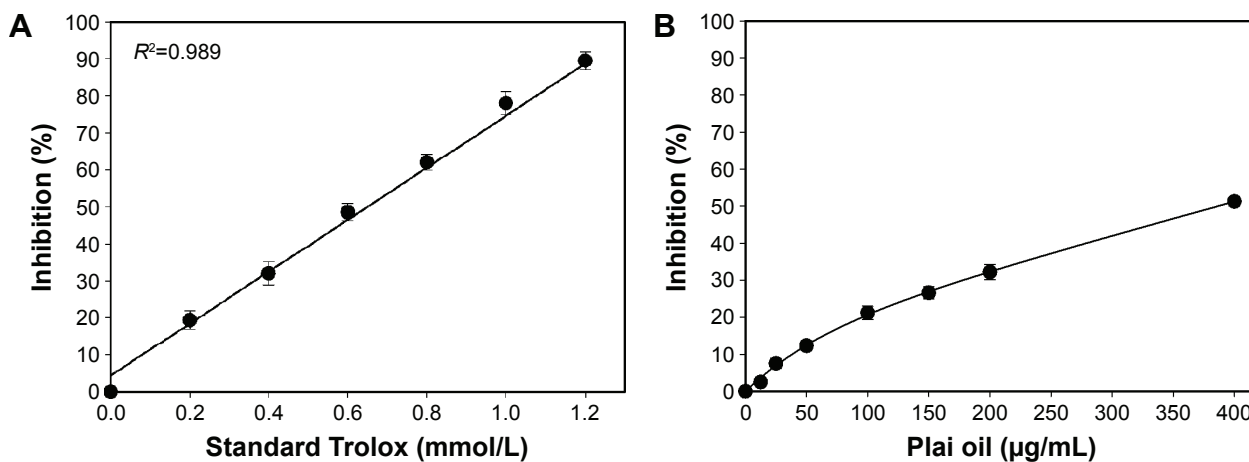 A
R²=0.989
Inhibition (%)
100
90
80
70
60
50
40
30
20
10
0
0.0 0.2 0.4 0.6 0.8 1.0 1.2
Standard Trolox (mmol/L)
B
Inhibition (%)
100
90
80
70
60
50
40
30
20
10
0
0 50 100 150 200 250 300 350 400
Plai oil (µg/mL)